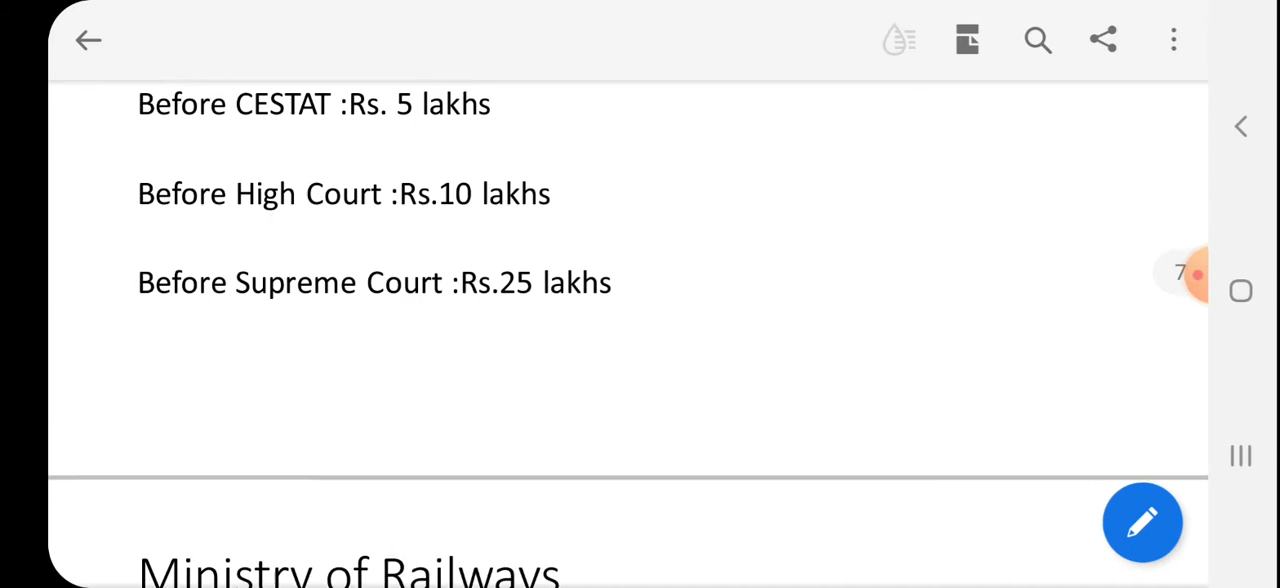 Before CESTAT :Rs. 5 lakhs
Before High Court :Rs.10 lakhs
Before Supreme Court :Rs.25 lakhs
7
Ministry of Railways